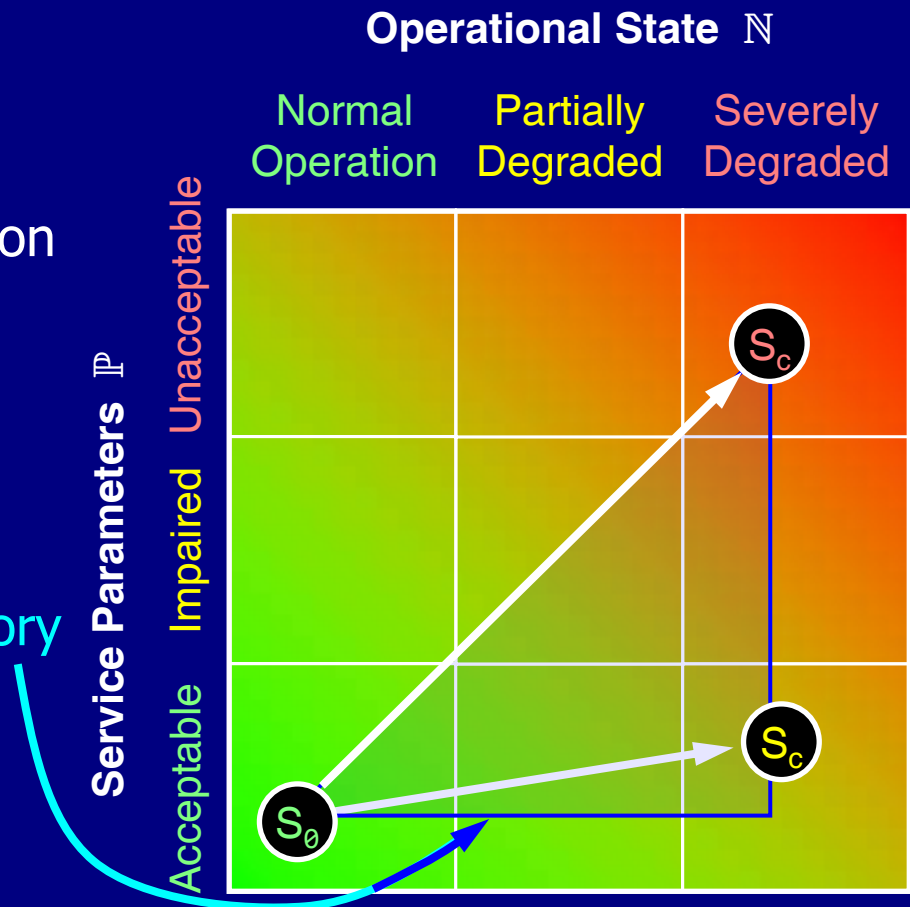 Operational State ℕ
Normal Operation
Partially Degraded
Severely Degraded
on
Service Parameters ℙ
Unacceptable
Impaired
Acceptable
ory
S_c
S_c
S_0